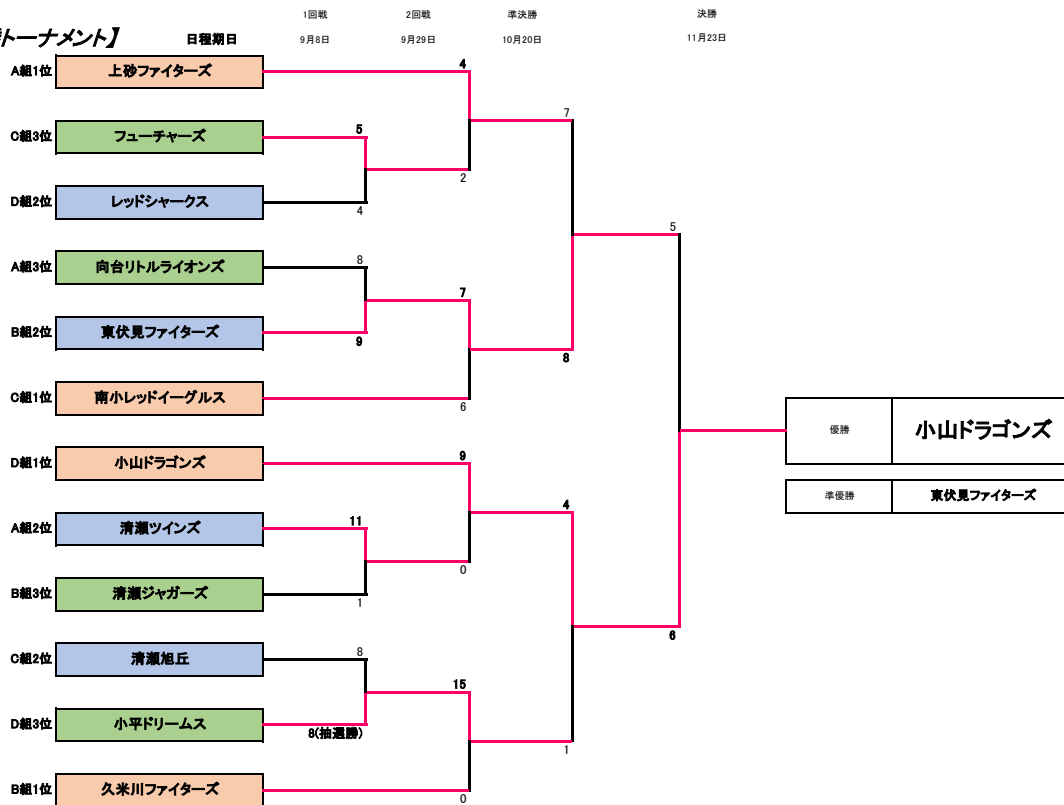 1回戦 2回戦 準決勝 決勝
トーナメント】 日程期日 9月8日 9月29日 10月20日 11月23日
A組1位 上砂ファイターズ 4
7
C組3位 フューチャーズ 5
2
D組2位 レッドシャークス 4
5
A組3位 向台リトルライオンズ 8
7
B組2位 東伏見ファイターズ 9
8
C組1位 南小レッドイーグルス 6
優勝 小山ドラゴンズ
D組1位 小山ドラゴンズ 9
準優勝 東伏見ファイターズ
4
A組2位 清瀬ツインズ 11
0
B組3位 清瀬ジャガーズ 1
6
C組2位 清瀬旭丘 8
15
D組3位 小平ドリームス 8(抽選勝)
1
B組1位 久米川ファイターズ 0